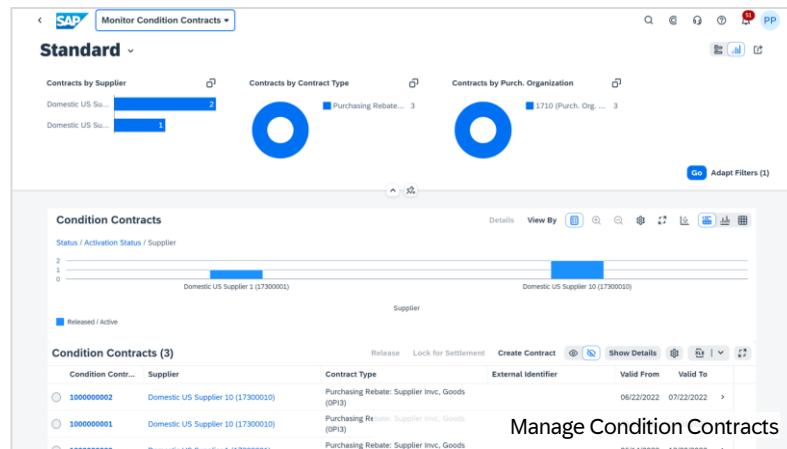 SAP Monitor Condition Contracts
51
PP
Standard
Contracts by Supplier
Domestic US Su... 2
Domestic US Su... 1
Contracts by Contract Type
Purchasing Rebate... 3
Contracts by Purch. Organization
1710 (Purch. Org. ... 3
Go Adapt Filters (1)
Condition Contracts
Details View By
Status / Activation Status / Supplier
2
1
0
Domestic US Supplier 1 (17300001) Domestic US Supplier 10 (17300010)
Supplier
Released / Active
Condition Contracts (3) Release Lock for Settlement Create Contract Show Details
Condition Contr... Supplier Contract Type External Identifier Valid From Valid To
1000000002 Domestic US Supplier 10 (17300010) Purchasing Rebate: Supplier Invc, Goods 06/22/2022 07/22/2022
(0PI3)
1000000001 Domestic US Supplier 10 (17300010) Purchasing Rebate: Supplier Invc, Goods
(0PI3)
Manage Condition Contracts
Purchasing Rebate: Supplier Invc, Goods